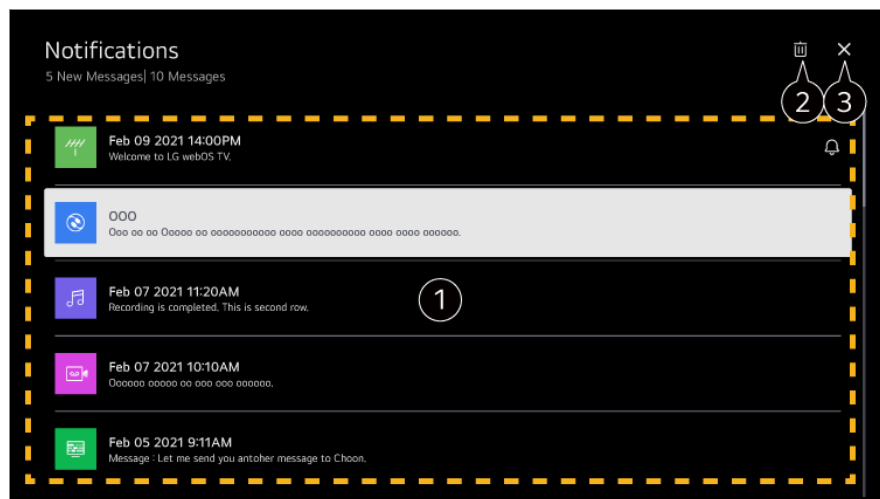 Notifications
5 New Messages| 10 Messages
2
3
Feb 09 2021 14:00PM
Welcome to LG webOS TV.
OOO
Ooo oo oo Ooooo oo ooooooooooo oooo oooooooooo oooo oooo oooooo.
Feb 07 2021 11:20AM
Recording is completed. This is second row.
1
Feb 07 2021 10:10AM
Oooooo ooooo oo ooo ooo oooooo.
Feb 05 2021 9:11AM
Message : Let me send you antoher message to Choon.